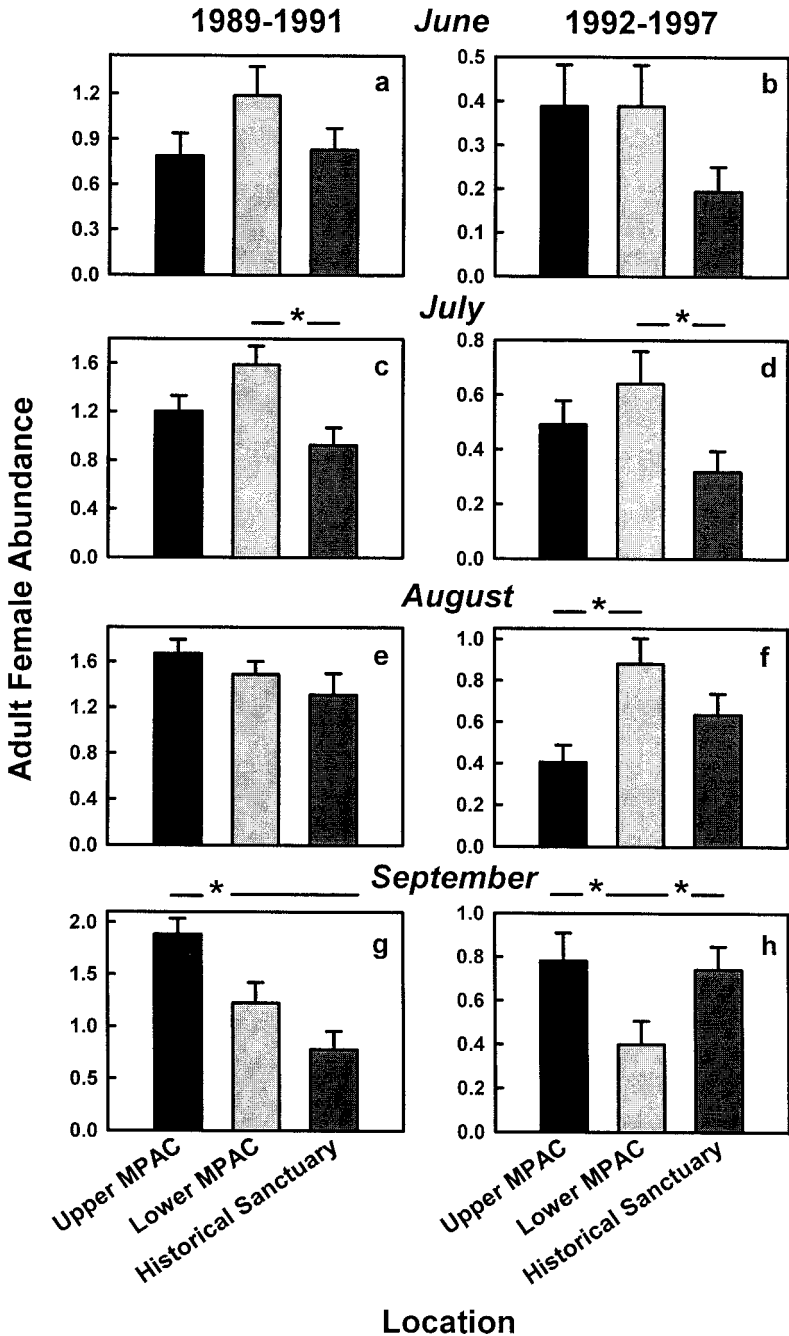 1989-1991 June 1992-1997
a
1.2
0.9
0.6
0.3
0.0
b
0.5
0.4
0.3
0.2
0.1
0.0
July
* *
c
1.6
1.2
0.8
0.4
0.0
d
0.8
0.6
0.4
0.2
0.0
Adult Female Abundance
August
*
e
1.6
1.2
0.8
0.4
0.0
f
1.0
0.8
0.6
0.4
0.2
0.0
September
* * *
g
2.0
1.5
1.0
0.5
0.0
h
1.0
0.8
0.6
0.4
0.2
0.0
Upper MPAC
Lower MPAC
Historical Sanctuary
Upper MPAC
Lower MPAC
Historical Sanctuary
Location